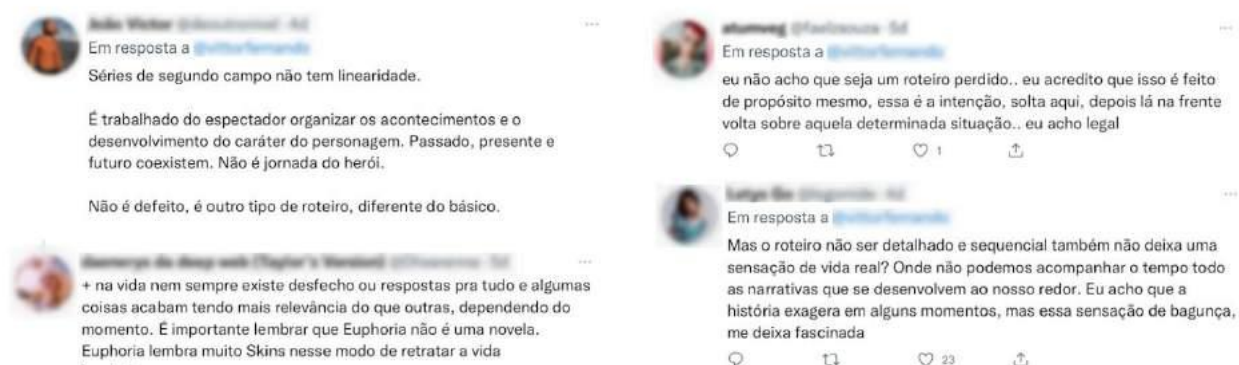 Em resposta a
Séries de segundo campo não tem linearidade.
É trabalhado do espectador organizar os acontecimentos e o
desenvolvimento do caráter do personagem. Passado, presente e
futuro coexistem. Não é jornada do herói.
Não é defeito, é outro tipo de roteiro, diferente do básico.
+ na vida nem sempre existe desfecho ou respostas pra tudo e algumas
coisas acabam tendo mais relevância do que outras, dependendo do
momento. É importante lembrar que Euphoria não é uma novela.
Euphoria lembra muito Skins nesse modo de retratar a vida
Em resposta a
eu não acho que seja um roteiro perdido.. eu acredito que isso é feito
de propósito mesmo, essa é a intenção, solta aqui, depois lá na frente
volta sobre aquela determinada situação.. eu acho legal
1
Em resposta a
Mas o roteiro não ser detalhado e sequencial também não deixa uma
sensação de vida real? Onde não podemos acompanhar o tempo todo
as narrativas que se desenvolvem ao nosso redor. Eu acho que a
história exagera em alguns momentos, mas essa sensação de bagunça,
me deixa fascinada
23